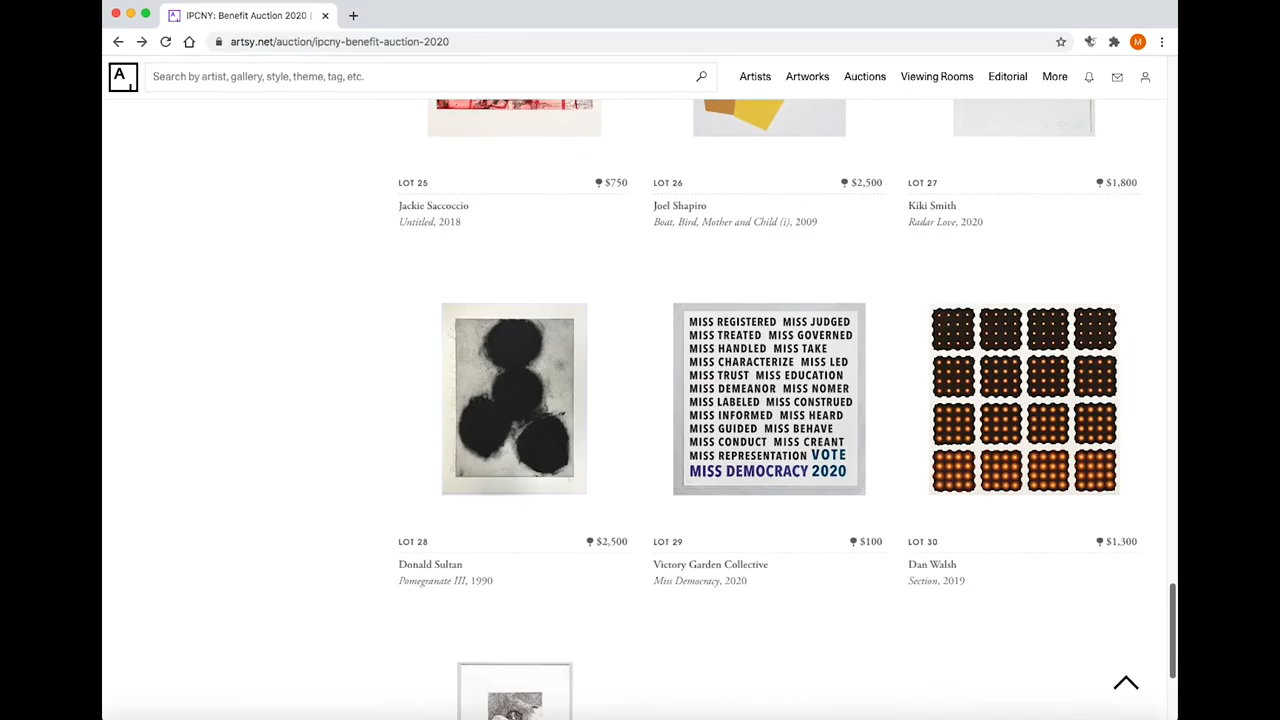 IPCNY: Benefit Auction 2020 |
artsy.net/auction/ipcny-benefit-auction-2020
M
A
Search by artist, gallery, style, theme, tag, etc.
Artists Artworks Auctions Viewing Rooms Editorial More
LOT 25 $750
Jackie Saccoccio
Untitled, 2018
LOT 26 $2,500
Joel Shapiro
Boat, Bird, Mother and Child (i), 2009
LOT 27 $1,800
Kiki Smith
Radar Love, 2020
MISS REGISTERED MISS JUDGED
MISS TREATED MISS GOVERNED
MISS HANDLED MISS TAKE
MISS CHARACTERIZE MISS LED
MISS TRUST MISS EDUCATION
MISS DEMEANOR MISS NOMER
MISS LABELED MISS CONSTRUED
MISS INFORMED MISS HEARD
MISS GUIDED MISS BEHAVE
MISS CONDUCT MISS CREANT
MISS REPRESENTATION VOTE
MISS DEMOCRACY 2020
LOT 28 $2,500
Donald Sultan
Pomegranate III, 1990
LOT 29 $100
Victory Garden Collective
Miss Democracy, 2020
LOT 30 $1,300
Dan Walsh
Section, 2019